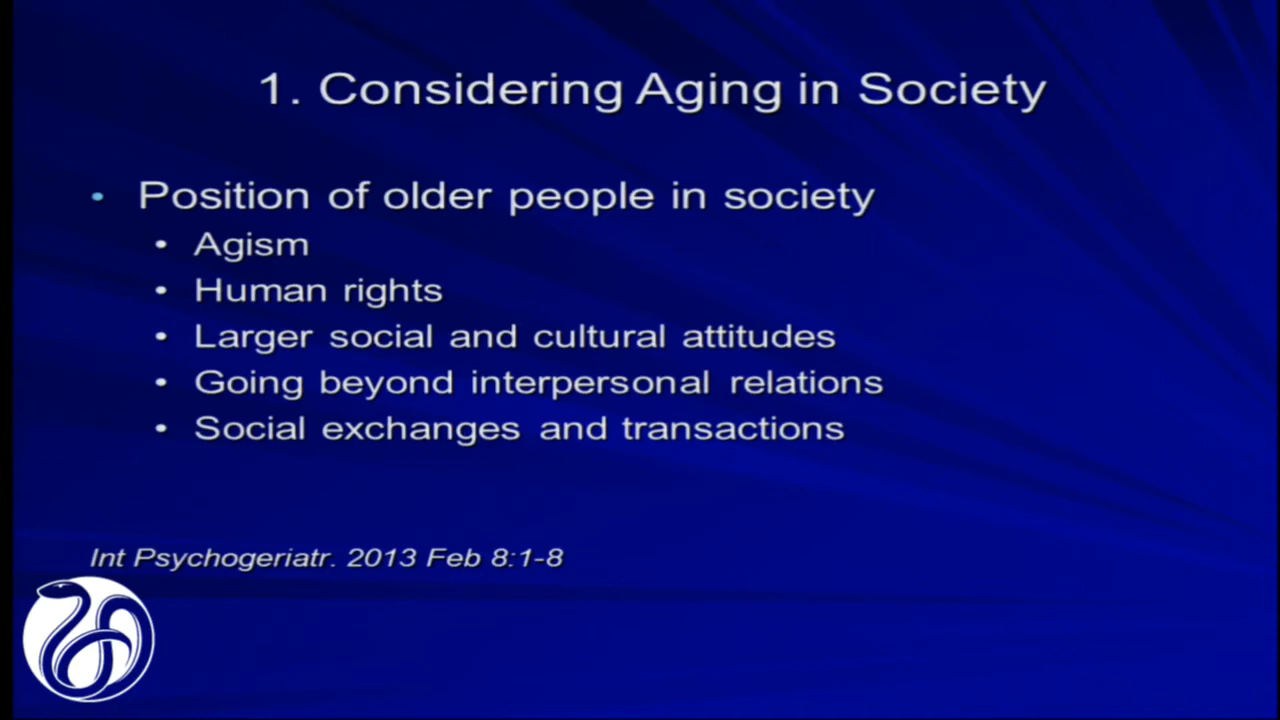 1. Considering Aging in Society
• Position of older people in society
• Agism
• Human rights
• Larger social and cultural attitudes
• Going beyond interpersonal relations
• Social exchanges and transactions
Int Psychogeriatr. 2013 Feb 8:1-8